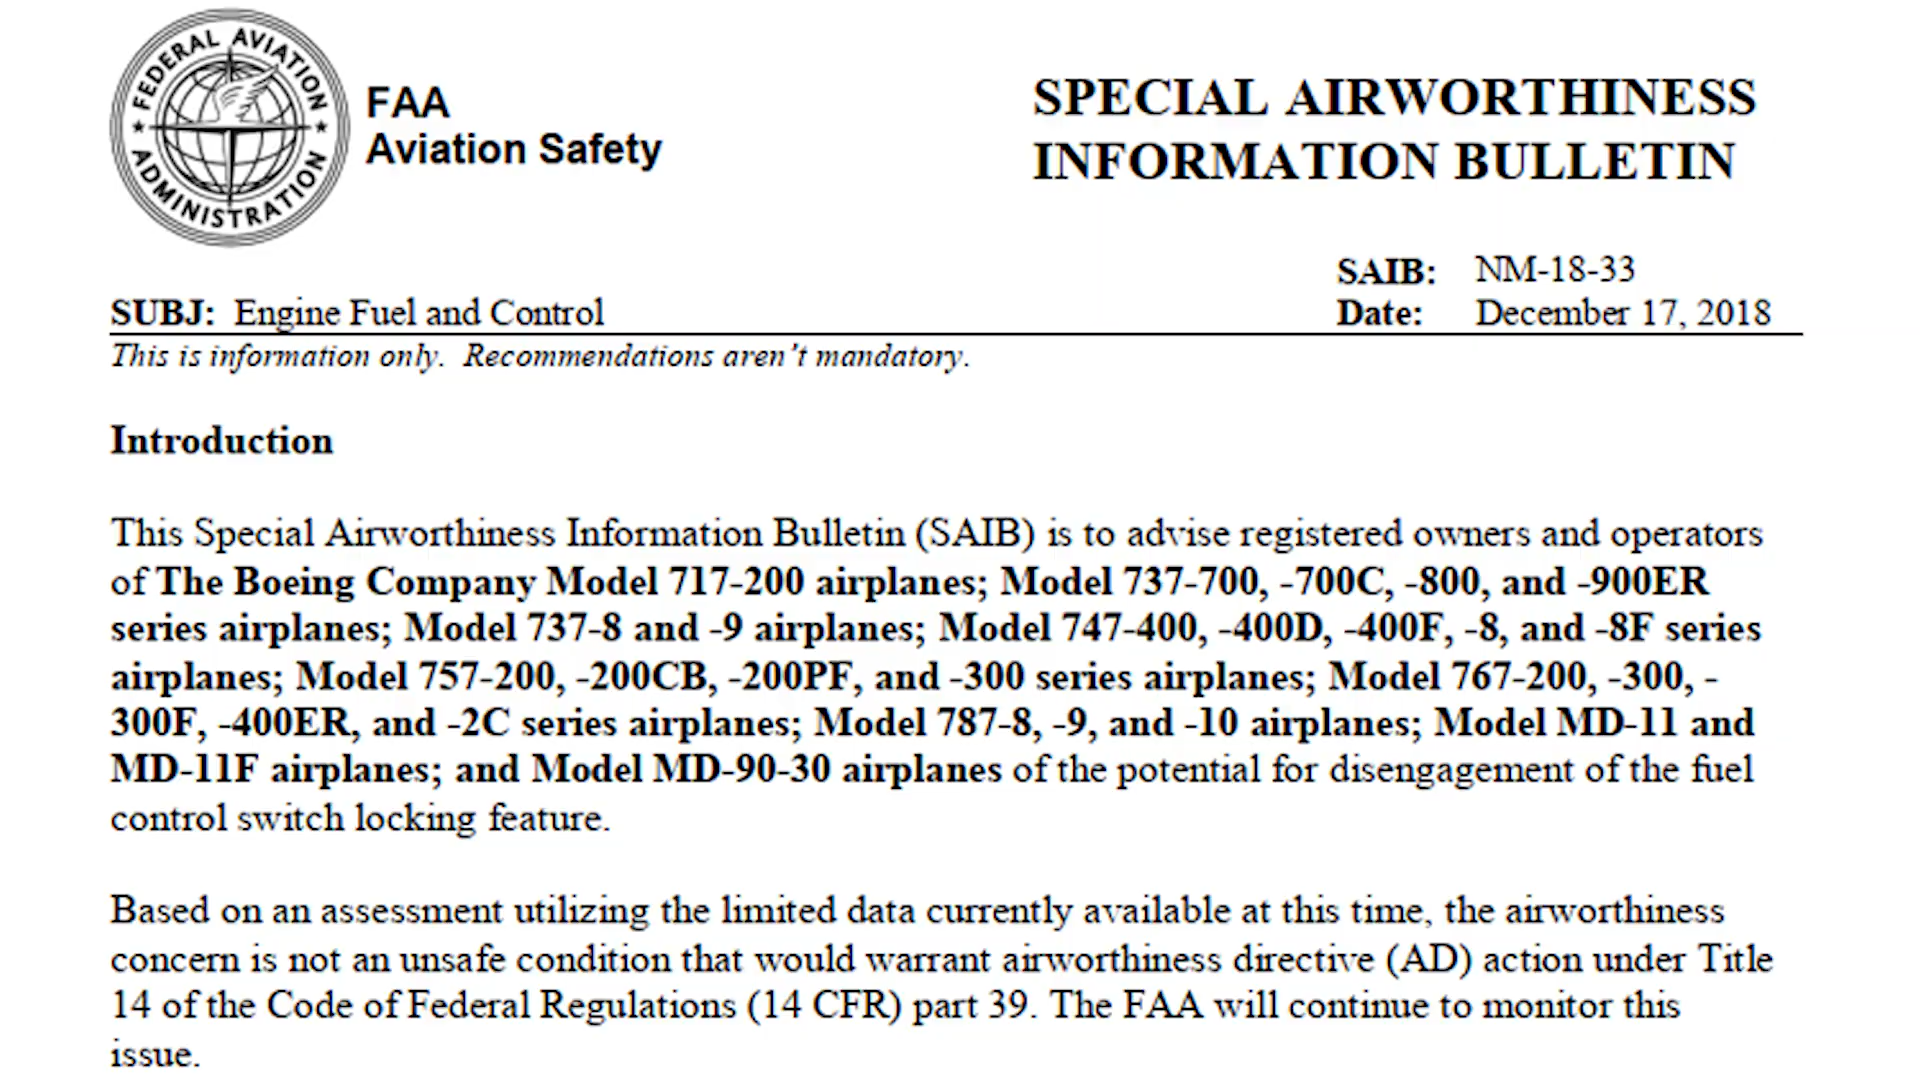 FEDERAL AVIATION
ADMINISTRATION
FAA
Aviation Safety
SPECIAL AIRWORTHINESS
INFORMATION BULLETIN
SAIB: NM-18-33
SUBJ: Engine Fuel and Control Date: December 17, 2018
This is information only. Recommendations aren’t mandatory.
Introduction
This Special Airworthiness Information Bulletin (SAIB) is to advise registered owners and operators
of The Boeing Company Model 717-200 airplanes; Model 737-700, -700C, -800, and -900ER
series airplanes; Model 737-8 and -9 airplanes; Model 747-400, -400D, -400F, -8, and -8F series
airplanes; Model 757-200, -200CB, -200PF, and -300 series airplanes; Model 767-200, -300, -
300F, -400ER, and -2C series airplanes; Model 787-8, -9, and -10 airplanes; Model MD-11 and
MD-11F airplanes; and Model MD-90-30 airplanes of the potential for disengagement of the fuel
control switch locking feature.
Based on an assessment utilizing the limited data currently available at this time, the airworthiness
concern is not an unsafe condition that would warrant airworthiness directive (AD) action under Title
14 of the Code of Federal Regulations (14 CFR) part 39. The FAA will continue to monitor this
issue.